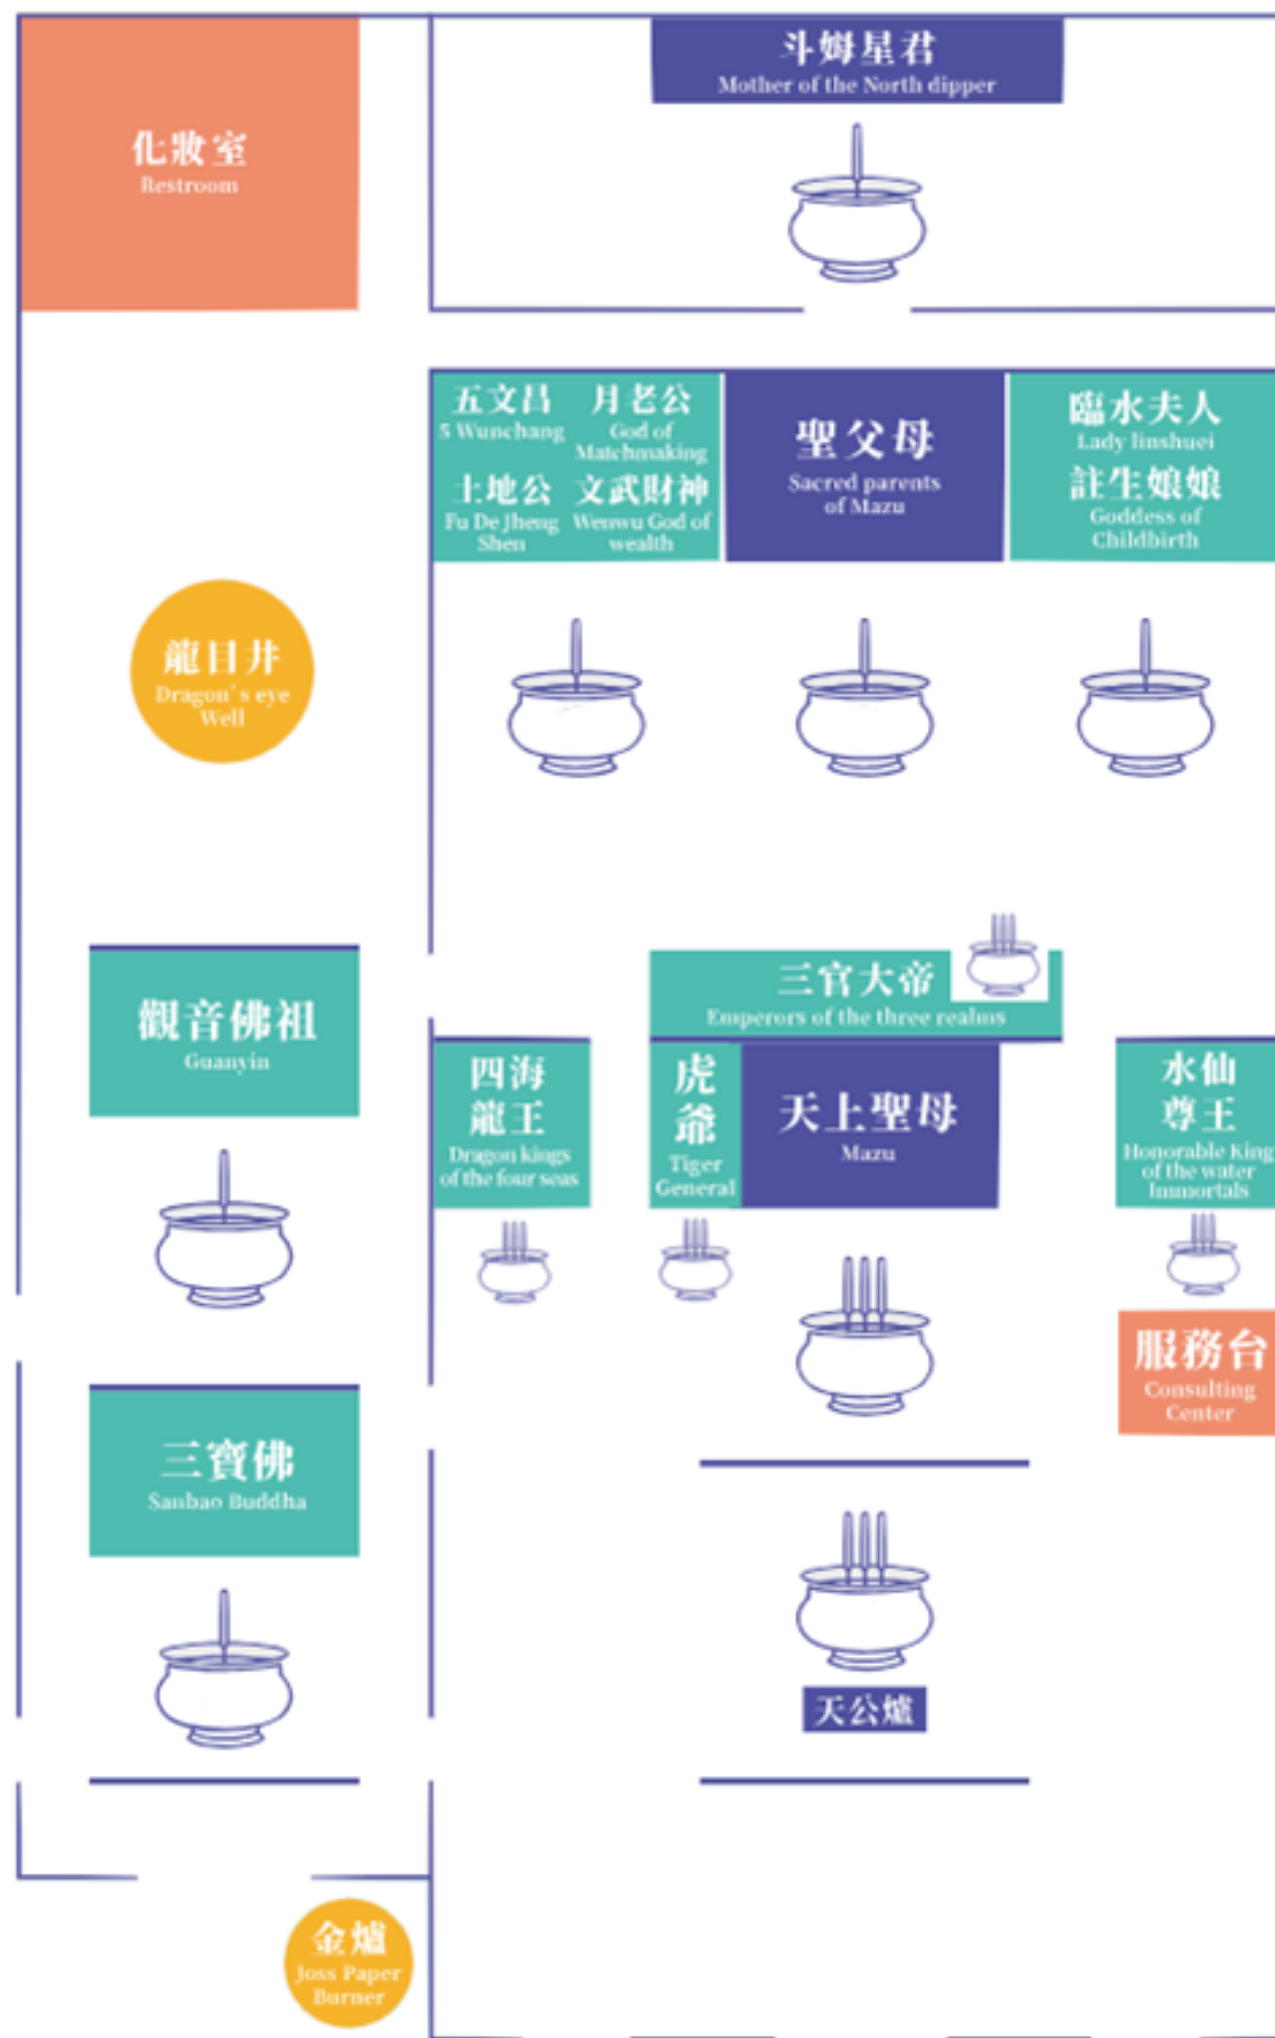 斗姆星君
Mother of the North dipper
化妝室
Restroom
五文昌
5 Wunchang
月老公
God of
Matchmaking
土地公
Fu De Jheng
Shen
文武財神
Wenwu God of
wealth
聖父母
Sacred parents
of Mazu
臨水夫人
Lady linshuei
註生娘娘
Goddess of
Childbirth
龍目井
Dragon's eye
Well
三官大帝
Emperors of the three realms
觀音佛祖
Guanyin
四海
龍王
Dragon kings
of the four seas
虎
爺
Tiger
General
天上聖母
Mazu
水仙
尊王
Honorable King
of the water
Immortals
服務台
Consulting
Center
三寶佛
Sanbao Buddha
天公爐
金爐
Joss Paper
Burner